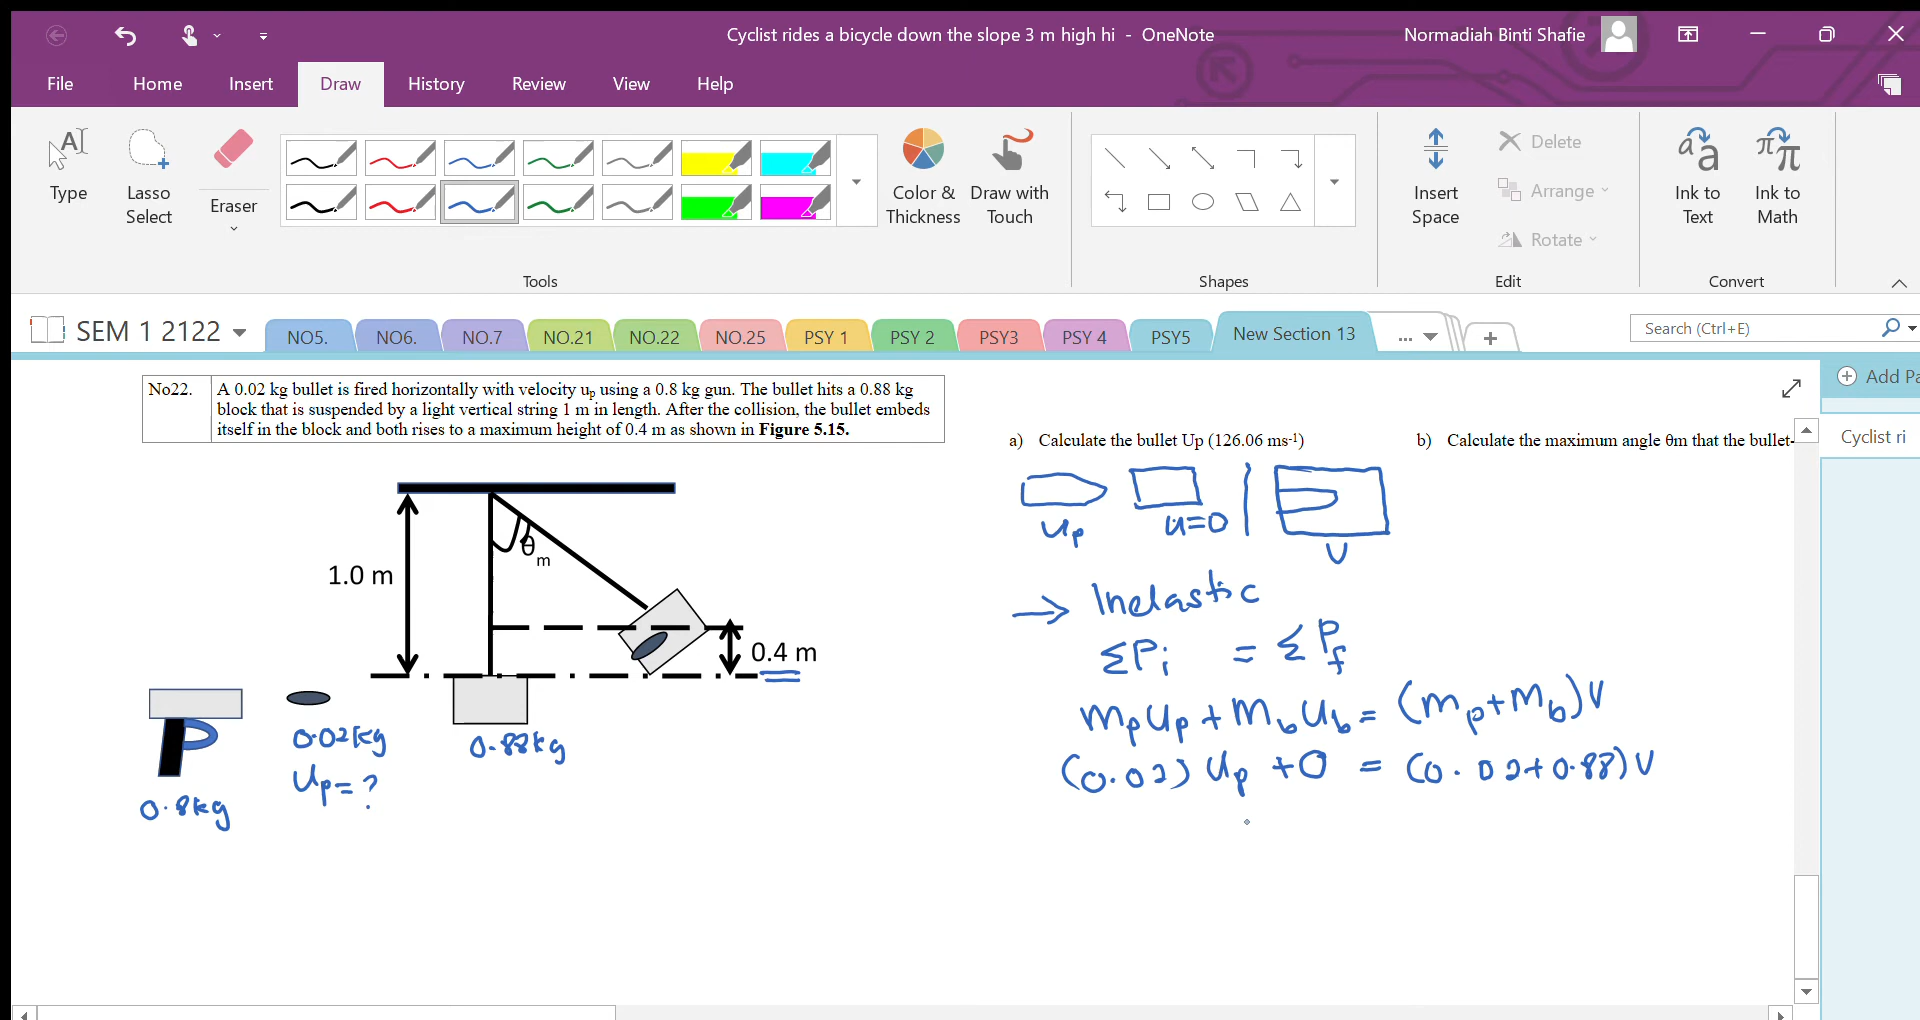 Cyclist rides a bicycle down the slope 3 m high hi - OneNote
Normadiah Binti Shafie
File Home Insert Draw History Review View Help
Type
Lasso Select
Eraser
Color & Thickness
Draw with Touch
Insert Space
Delete
Arrange
Rotate
Ink to Text
Ink to Math
Tools
Shapes
Edit
Convert
SEM 1 2122
NO5. NO6. NO.7 NO.21 NO.22 NO.25 PSY 1 PSY 2 PSY3 PSY 4 PSY5 New Section 13 ... +
Search (Ctrl+E)
Add Pa
Cyclist ri
No22. A 0.02 kg bullet is fired horizontally with velocity up using a 0.8 kg gun. The bullet hits a 0.88 kg
block that is suspended by a light vertical string 1 m in length. After the collision, the bullet embeds
itself in the block and both rises to a maximum height of 0.4 m as shown in Figure 5.15.
1.0 m
θm
0.4 m
0.8kg
0.02kg
Up = ?
0.88kg
a) Calculate the bullet Up (126.06 ms-1)
b) Calculate the maximum angle θm that the bullet-
Up
u=0
V
→ Inelastic
ΣPi = ΣPf
mpUp + mbUb = (mp+mb)V
(0.02) Up + 0 = (0.02+0.88)V